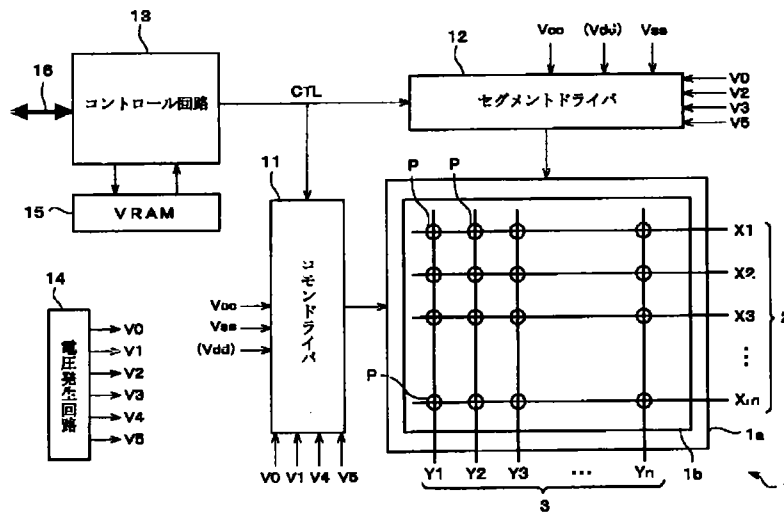 13
16
コントロール回路
CTL
15
VRAM
12
Vcc
(Vdd)
Vss
セグメントドライバ
V0
V2
V3
V5
11
コモンドライバ
Vcc
Vss
(Vdd)
V0
V1
V4
V5
14
電圧発生回路
V0
V1
V2
V3
V4
V5
P
P
P
X1
X2
X3
⋮
Xm
2
1a
1b
Y1
Y2
Y3
…
Yn
3